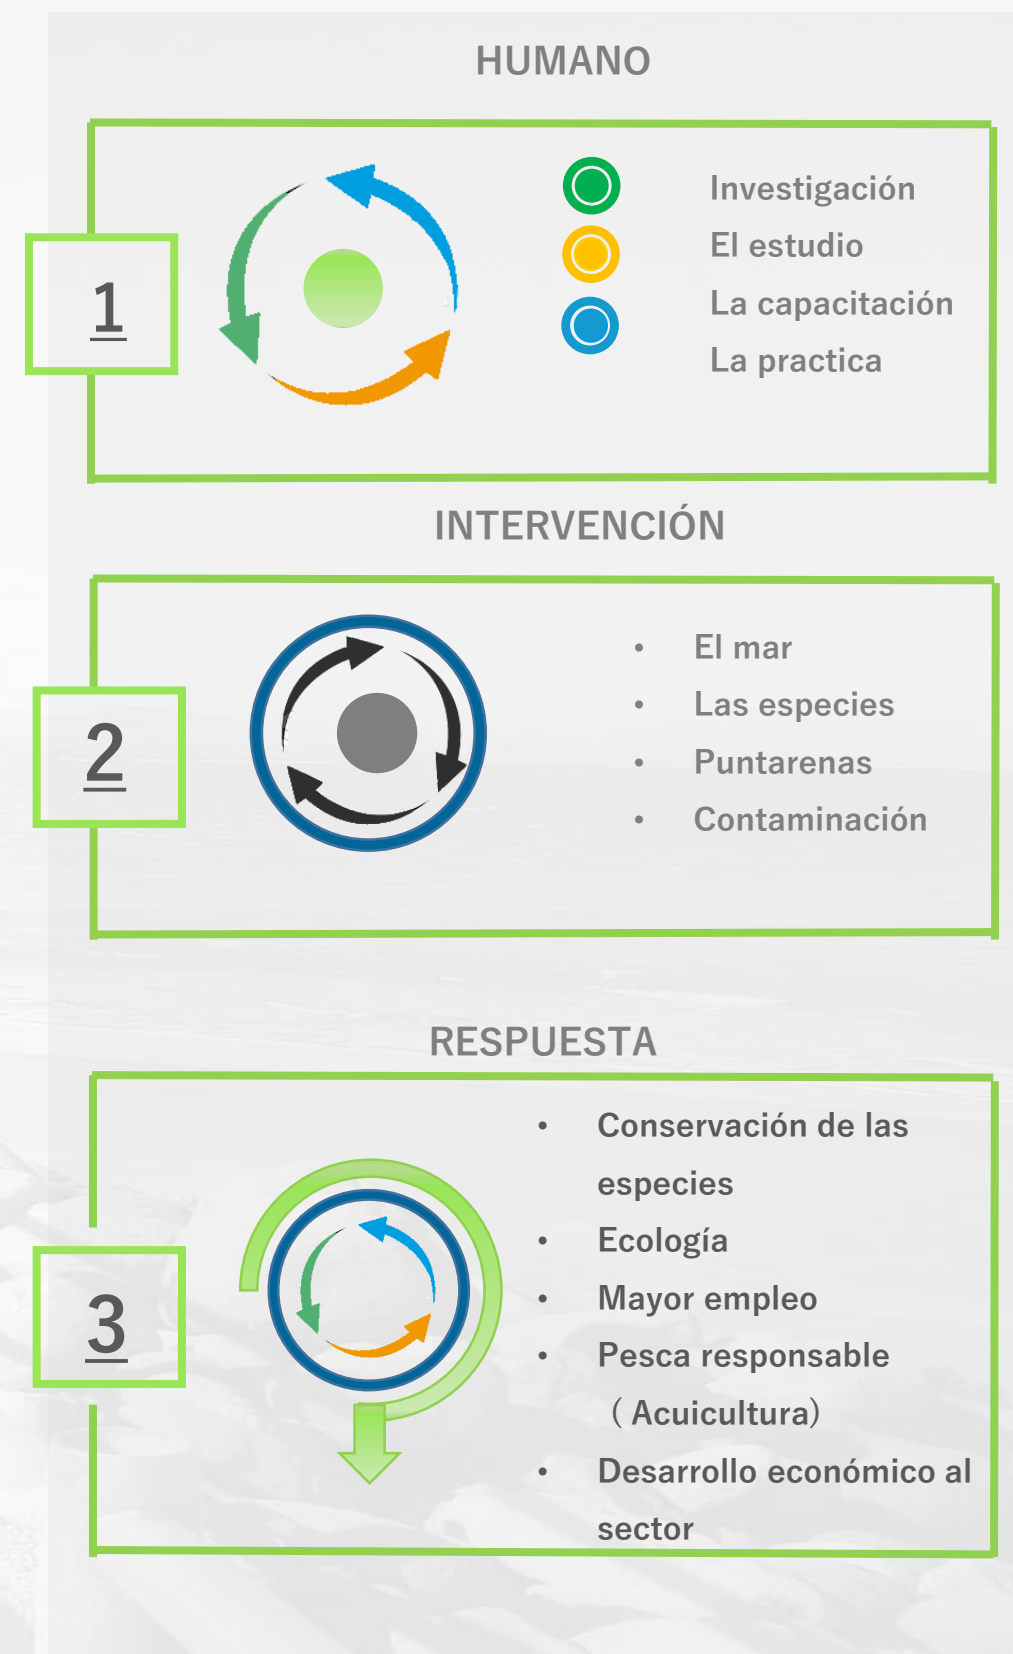 HUMANO
1
Investigación
El estudio
La capacitación
La practica
INTERVENCIÓN
2
• El mar
• Las especies
• Puntarenas
• Contaminación
RESPUESTA
3
• Conservación de las
especies
• Ecología
• Mayor empleo
• Pesca responsable
( Acuicultura)
• Desarrollo económico al
sector